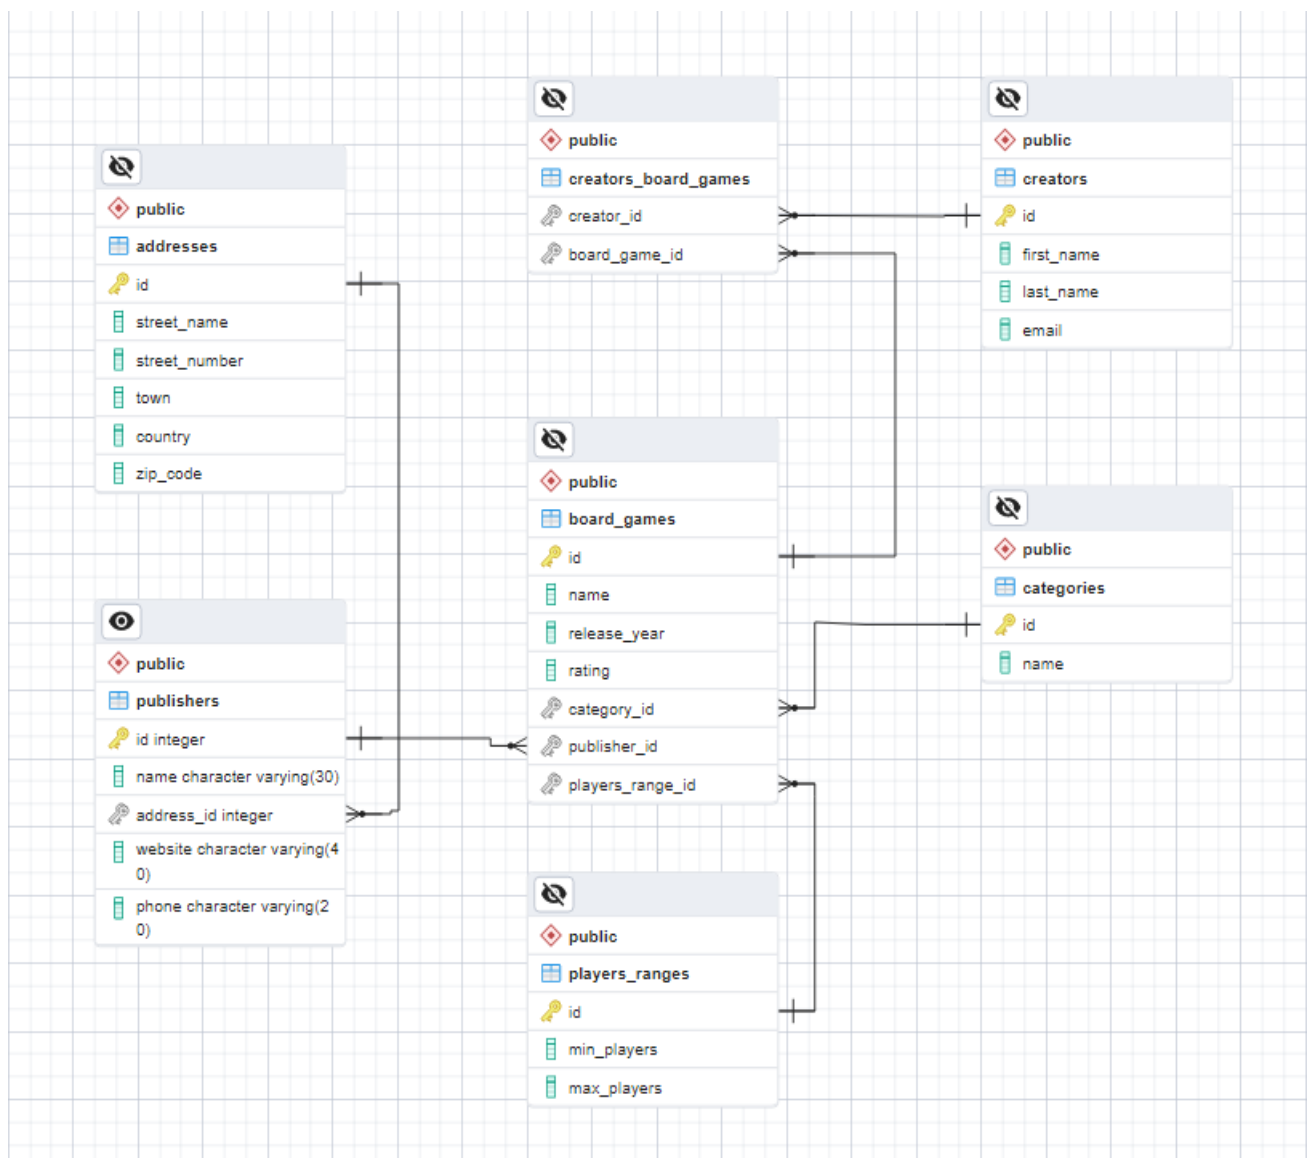 public
addresses
id
street_name
street_number
town
country
zip_code
public
publishers
id integer
name character varying(30)
address_id integer
website character varying(4
0)
phone character varying(2
0)
public
creators_board_games
creator_id
board_game_id
public
board_games
id
name
release_year
rating
category_id
publisher_id
players_range_id
public
players_ranges
id
min_players
max_players
public
creators
id
first_name
last_name
email
public
categories
id
name